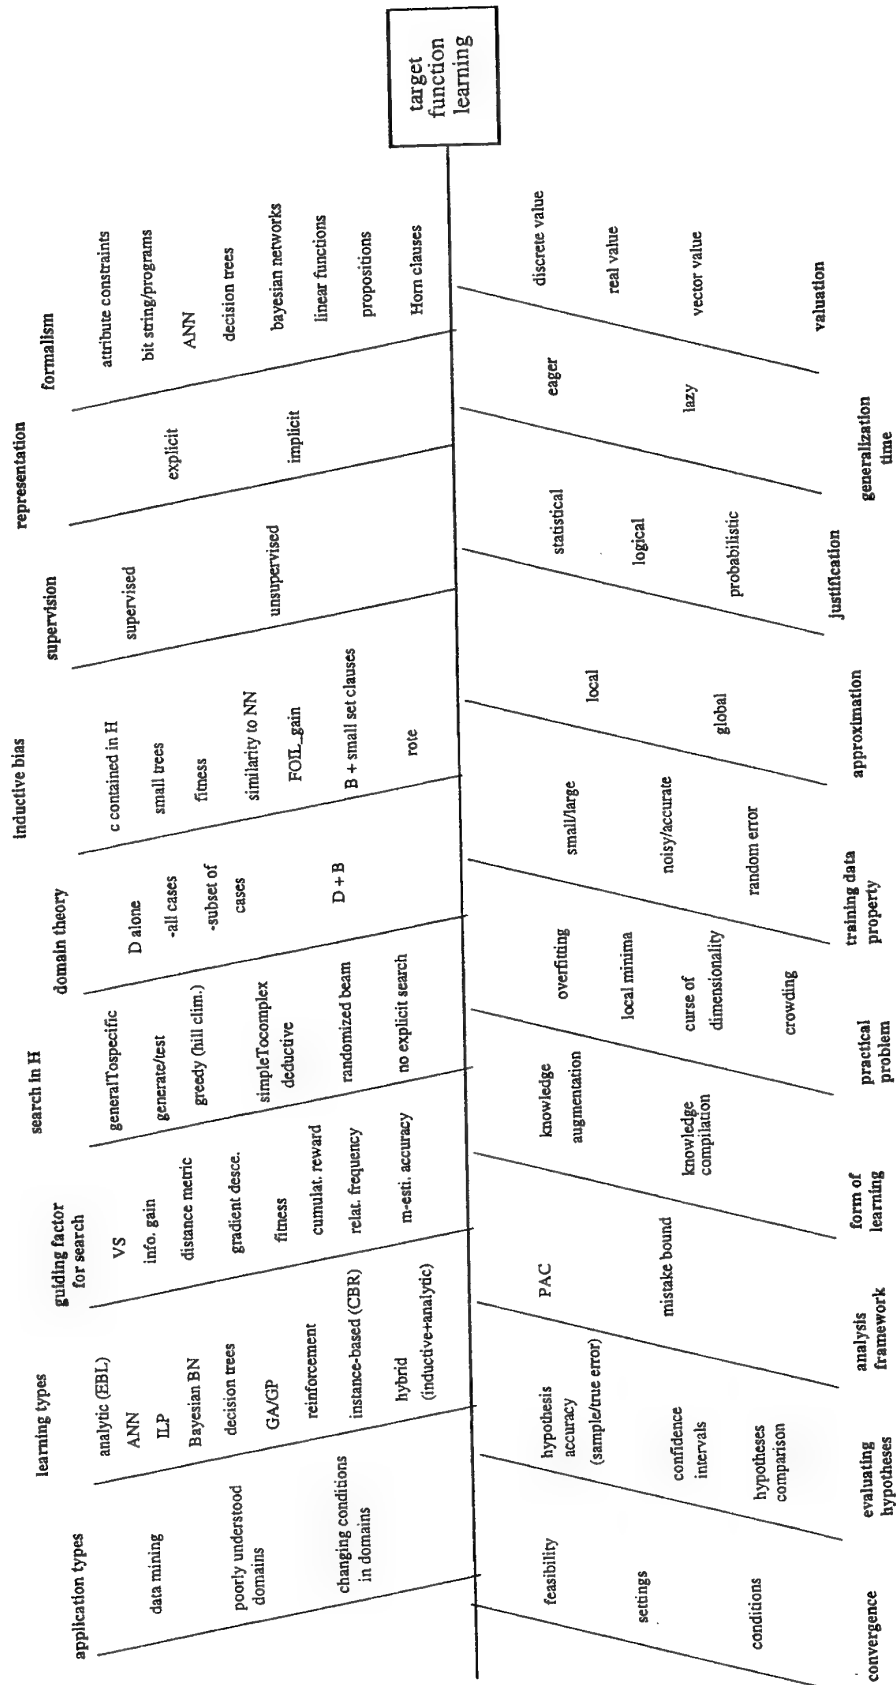 application types
data mining
poorly understood
domains
changing conditions
in domains
learning types
analytic (EBL)
ANN
ILP
Bayesian BN
decision trees
GA/GP
reinforcement
instance-based (CBR)
hybrid
(inductive+analytic)
guiding factor
for search
VS
info. gain
distance metric
gradient desce.
fitness
cumulat. reward
relat. frequency
m-esti. accuracy
search in H
generalTospecific
generate/test
greedy (hill clim.)
simpleTocomplex
deductive
randomized beam
no explicit search
domain theory
D alone
-all cases
-subset of
cases
D + B
inductive bias
c contained in H
small trees
fitness
similarity to NN
FOIL_gain
B + small set clauses
rote
supervision
supervised
unsupervised
representation
explicit
implicit
formalism
attribute constraints
bit string/programs
ANN
decision trees
bayesian networks
linear functions
propositions
Horn clauses
target
function
learning
feasibility
settings
conditions
convergence
hypothesis
accuracy
(sample/true error)
confidence
intervals
hypotheses
comparison
evaluating
hypotheses
PAC
mistake bound
analysis
framework
knowledge
augmentation
knowledge
compilation
form of
learning
overfitting
local minima
curse of
dimensionality
crowding
practical
problem
small/large
noisy/accurate
random error
training data
property
local
global
approximation
statistical
logical
probabilistic
justification
eager
lazy
generalization
time
discrete value
real value
vector value
valuation